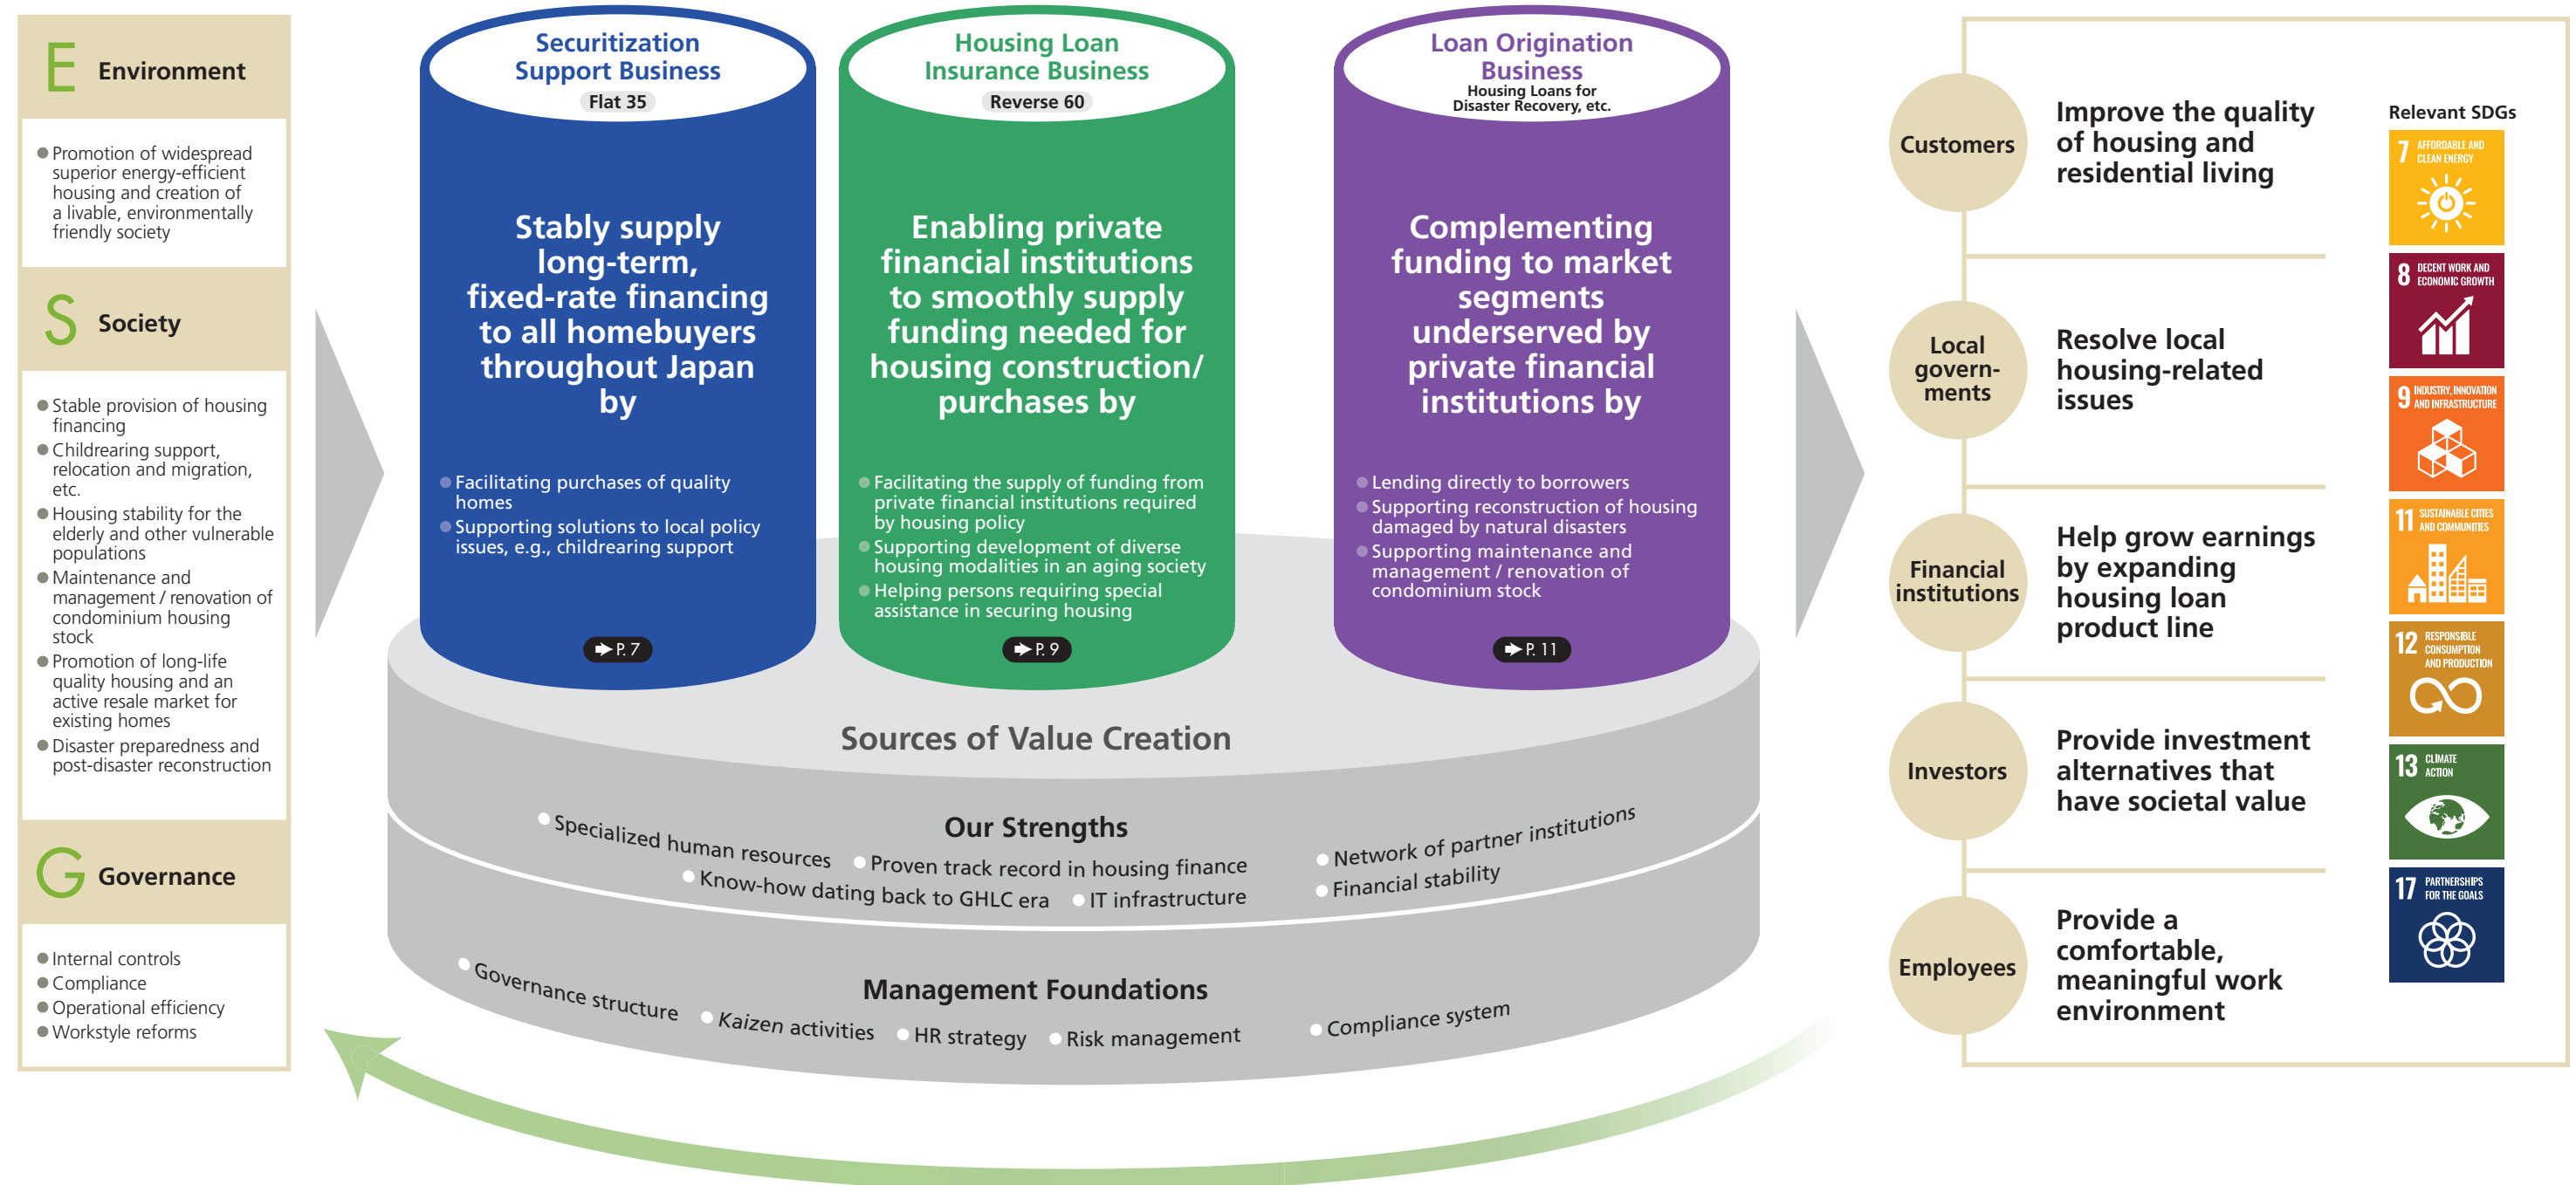 E Environment
● Promotion of widespread
superior energy-efficient
housing and creation of
a livable, environmentally
friendly society
S Society
● Stable provision of housing
financing
● Childrearing support,
relocation and migration,
etc.
● Housing stability for the
elderly and other vulnerable
populations
● Maintenance and
management / renovation of
condominium housing
stock
● Promotion of long-life
quality housing and an
active resale market for
existing homes
● Disaster preparedness and
post-disaster reconstruction
G Governance
● Internal controls
● Compliance
● Operational efficiency
● Workstyle reforms
Securitization
Support Business
Flat 35
Stably supply
long-term,
fixed-rate financing
to all homebuyers
throughout Japan
by
● Facilitating purchases of quality
homes
● Supporting solutions to local policy
issues, e.g., childrearing support
P. 7
Housing Loan
Insurance Business
Reverse 60
Enabling private
financial institutions
to smoothly supply
funding needed for
housing construction/
purchases by
● Facilitating the supply of funding from
private financial institutions required
by housing policy
● Supporting development of diverse
housing modalities in an aging society
● Helping persons requiring special
assistance in securing housing
P. 9
Loan Origination
Business
Housing Loans for
Disaster Recovery, etc.
Complementing
funding to market
segments
underserved by
private financial
institutions by
● Lending directly to borrowers
● Supporting reconstruction of housing
damaged by natural disasters
● Supporting maintenance and
management / renovation of
condominium stock
P. 11
Sources of Value Creation
Our Strengths
● Specialized human resources
● Proven track record in housing finance
● Network of partner institutions
● Know-how dating back to GHLC era
● IT infrastructure
● Financial stability
Management Foundations
● Governance structure
● Kaizen activities
● HR strategy
● Risk management
● Compliance system
Customers
Improve the quality
of housing and
residential living
Local
govern-
ments
Resolve local
housing-related
issues
Financial
institutions
Help grow earnings
by expanding
housing loan
product line
Investors
Provide investment
alternatives that
have societal value
Employees
Provide a
comfortable,
meaningful work
environment
Relevant SDGs
7 AFFORDABLE AND
CLEAN ENERGY
8 DECENT WORK AND
ECONOMIC GROWTH
9 INDUSTRY, INNOVATION
AND INFRASTRUCTURE
11 SUSTAINABLE CITIES
AND COMMUNITIES
12 RESPONSIBLE
CONSUMPTION
AND PRODUCTION
13 CLIMATE
ACTION
17 PARTNERSHIPS
FOR THE GOALS